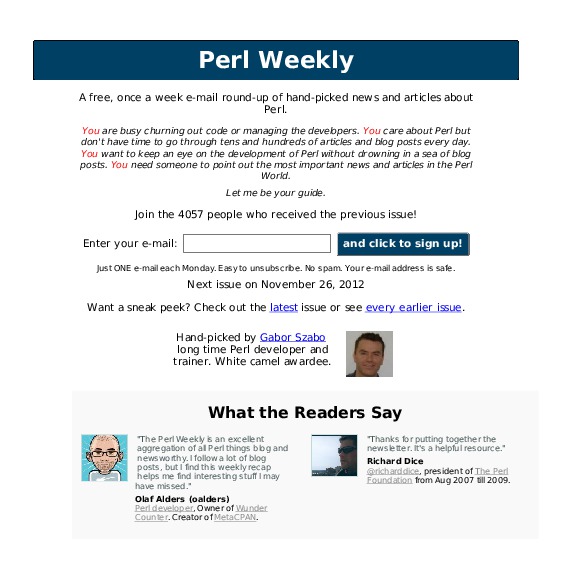 Perl Weekly
A free, once a week e-mail round-up of hand-picked news and articles about
Perl.
You are busy churning out code or managing the developers. You care about Perl but
don't have time to go through tens and hundreds of articles and blog posts every day.
You want to keep an eye on the development of Perl without drowning in a sea of blog
posts. You need someone to point out the most important news and articles in the Perl
World.
Let me be your guide.
Join the 4057 people who received the previous issue!
Enter your e-mail: and click to sign up!
Just ONE e-mail each Monday. Easy to unsubscribe. No spam. Your e-mail address is safe.
Next issue on November 26, 2012
Want a sneak peek? Check out the latest issue or see every earlier issue.
Hand-picked by Gabor Szabo
long time Perl developer and
trainer. White camel awardee.
What the Readers Say
"The Perl Weekly is an excellent
aggregation of all Perl things blog and
newsworthy. I follow a lot of blog
posts, but I find this weekly recap
helps me find interesting stuff I may
have missed."
Olaf Alders (oalders)
Perl developer, Owner of Wunder
Counter. Creator of MetaCPAN.
"Thanks for putting together the
newsletter. It's a helpful resource."
Richard Dice
@richarddice, president of The Perl
Foundation from Aug 2007 till 2009.